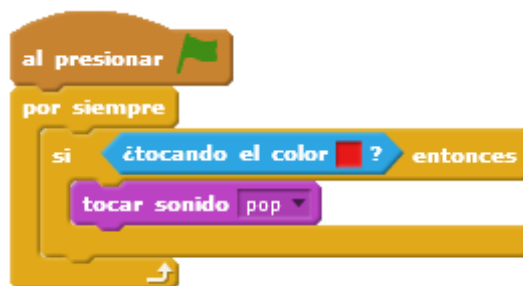 al presionar
por siempre
si ¿tocando el color ? entonces
tocar sonido pop